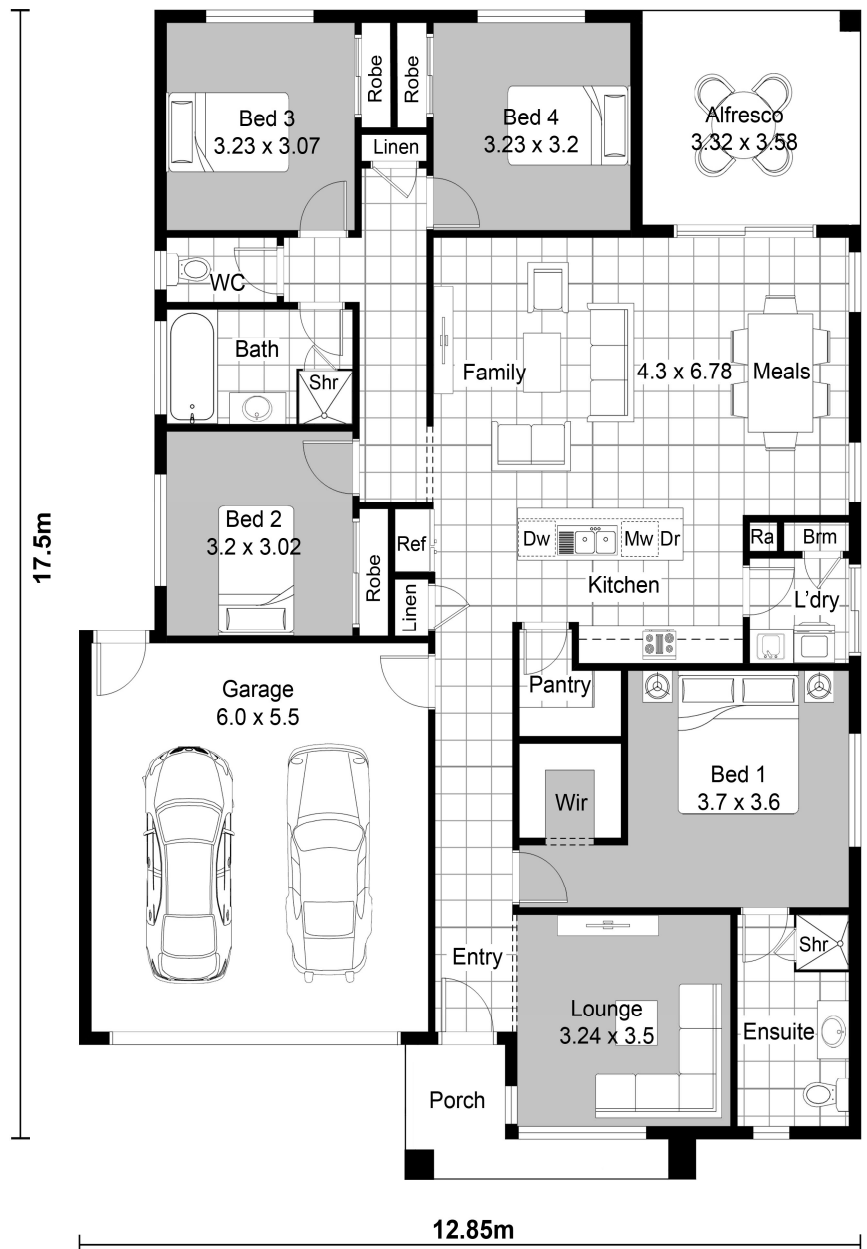 Bed 3
3.23 x 3.07
Robe
Robe
Bed 4
3.23 x 3.2
Alfresco
3.32 x 3.58
Linen
WC
Bath
Shr
Family
4.3 x 6.78
Meals
17.5m
Bed 2
3.2 x 3.02
Robe
Ref
Linen
Dw
Mw
Dr
Ra
Brm
Kitchen
L'dry
Garage
6.0 x 5.5
Pantry
Bed 1
3.7 x 3.6
Wir
Entry
Lounge
3.24 x 3.5
Shr
Ensuite
Porch
12.85m